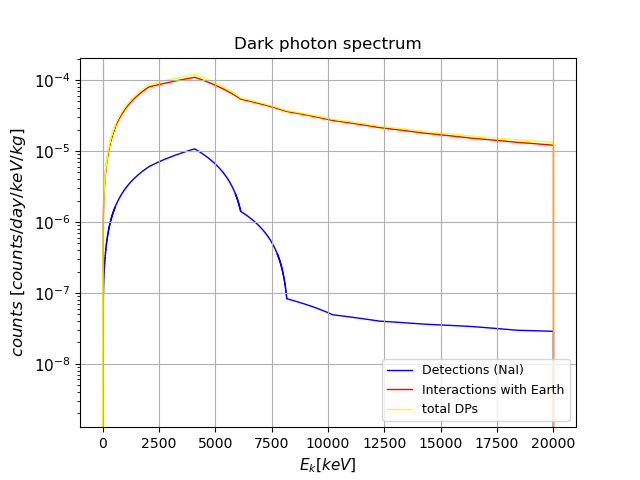 Dark photon spectrum
counts [counts/day/keV/kg]
10⁻⁴
10⁻⁵
10⁻⁶
10⁻⁷
10⁻⁸
Detections (NaI)
Interactions with Earth
total DPs
0 2500 5000 7500 10000 12500 15000 17500 20000
Eₖ[keV]